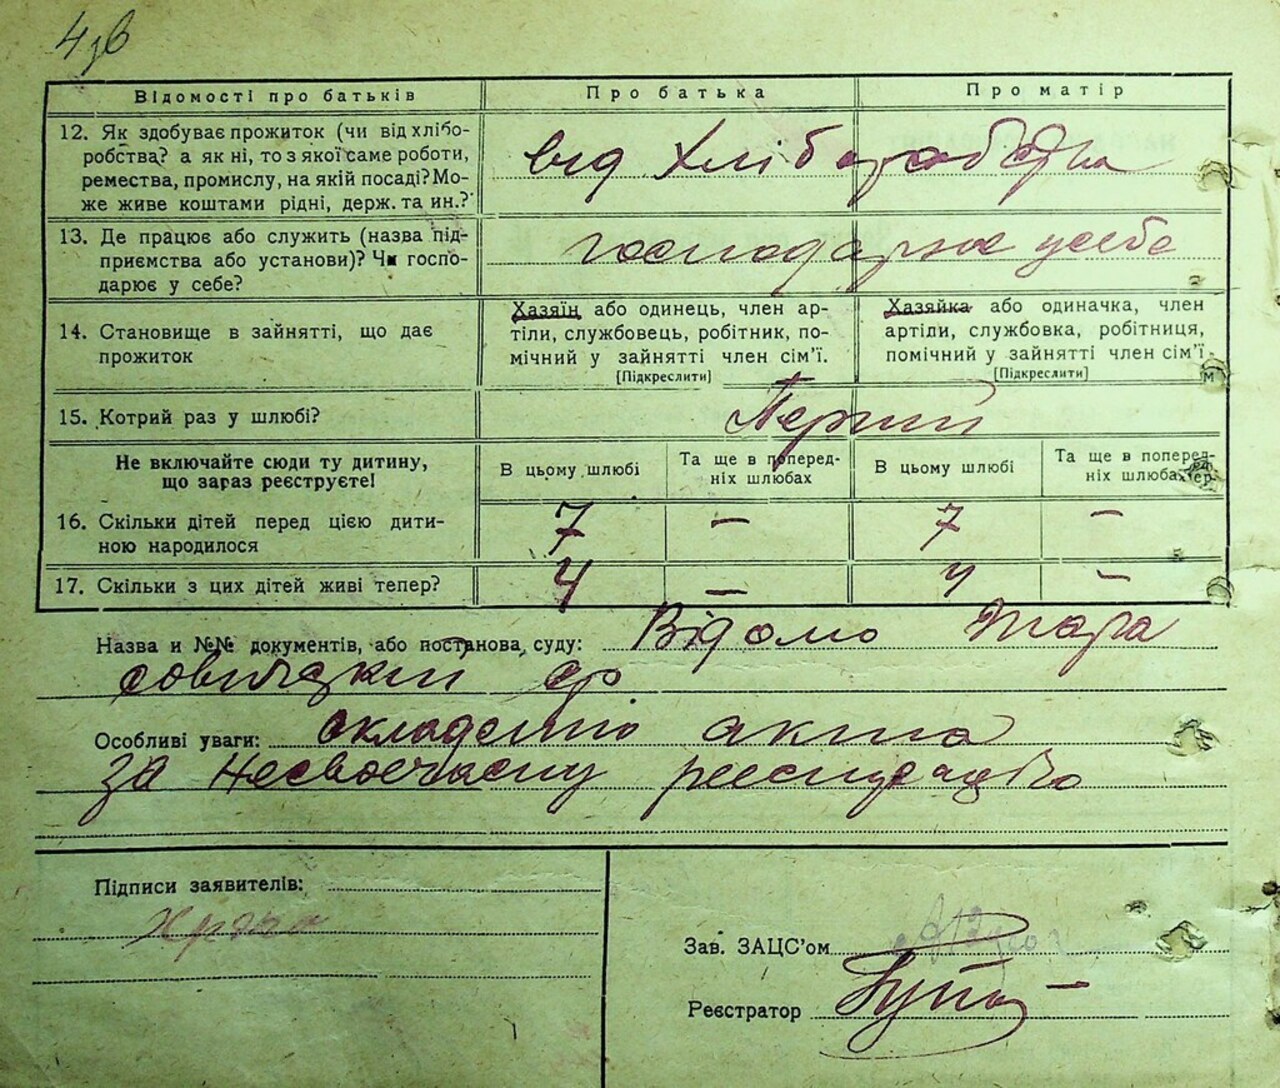 4зв
Відомості про батьків
Про батька
Про матір
12. Як здобуває прожиток (чи від хлібо-
робства? а як ні, то з якої саме роботи,
ремества, промислу, на якій посаді? Мо-
же живе коштами рідні, держ. та ин.?
від Хліборобства
13. Де працює або служить (назва під-
приємства або установи)? Чи госпо-
дарює у себе?
господарює у себе
14. Становище в зайнятті, що дає
прожиток
Хазяїн або одинець, член ар-
тіли, службовець, робітник, по-
мічний у зайнятті член сім'ї.
[Підкреслити]
Хазяйка або одиначка, член
артіли, службовка, робітниця,
помічний у зайнятті член сім'ї.
[Підкреслити]
15. Котрий раз у шлюбі?
Перший
Не включайте сюди ту дитину,
що зараз реєструєте!
В цьому шлюбі
Та ще в поперед-
ніх шлюбах
В цьому шлюбі
Та ще в поперед-
ніх шлюбах
16. Скільки дітей перед цією дити-
ною народилося
7 — 7 —
17. Скільки з цих дітей живі тепер?
4 — 4 —
Назва и №№ документів, або постанова суду: Відомо
Особливі уваги: складено акта
за несвоєчасну реєстрацію
Підписи заявителів:
Зав. ЗАЦС'ом
Реєстратор